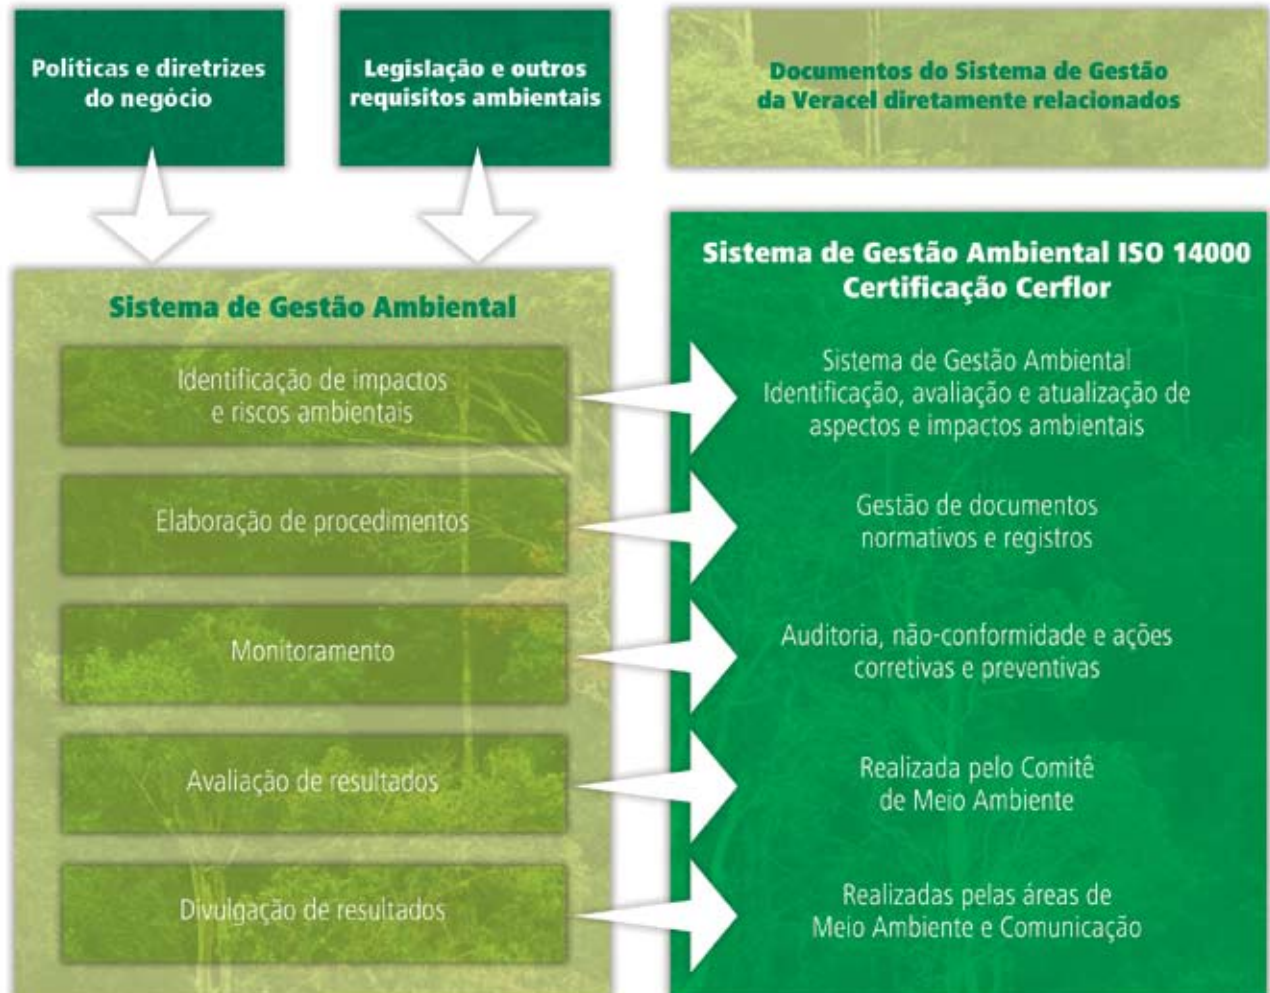 Políticas e diretrizes
do negócio
Legislação e outros
requisitos ambientais
Documentos do Sistema de Gestão
da Veracel diretamente relacionados
Sistema de Gestão Ambiental
Identificação de impactos
e riscos ambientais
Elaboração de procedimentos
Monitoramento
Avaliação de resultados
Divulgação de resultados
Sistema de Gestão Ambiental ISO 14000
Certificação Cerflor
Sistema de Gestão Ambiental
Identificação, avaliação e atualização de
aspectos e impactos ambientais
Gestão de documentos
normativos e registros
Auditoria, não-conformidade e ações
corretivas e preventivas
Realizada pelo Comitê
de Meio Ambiente
Realizadas pelas áreas de
Meio Ambiente e Comunicação